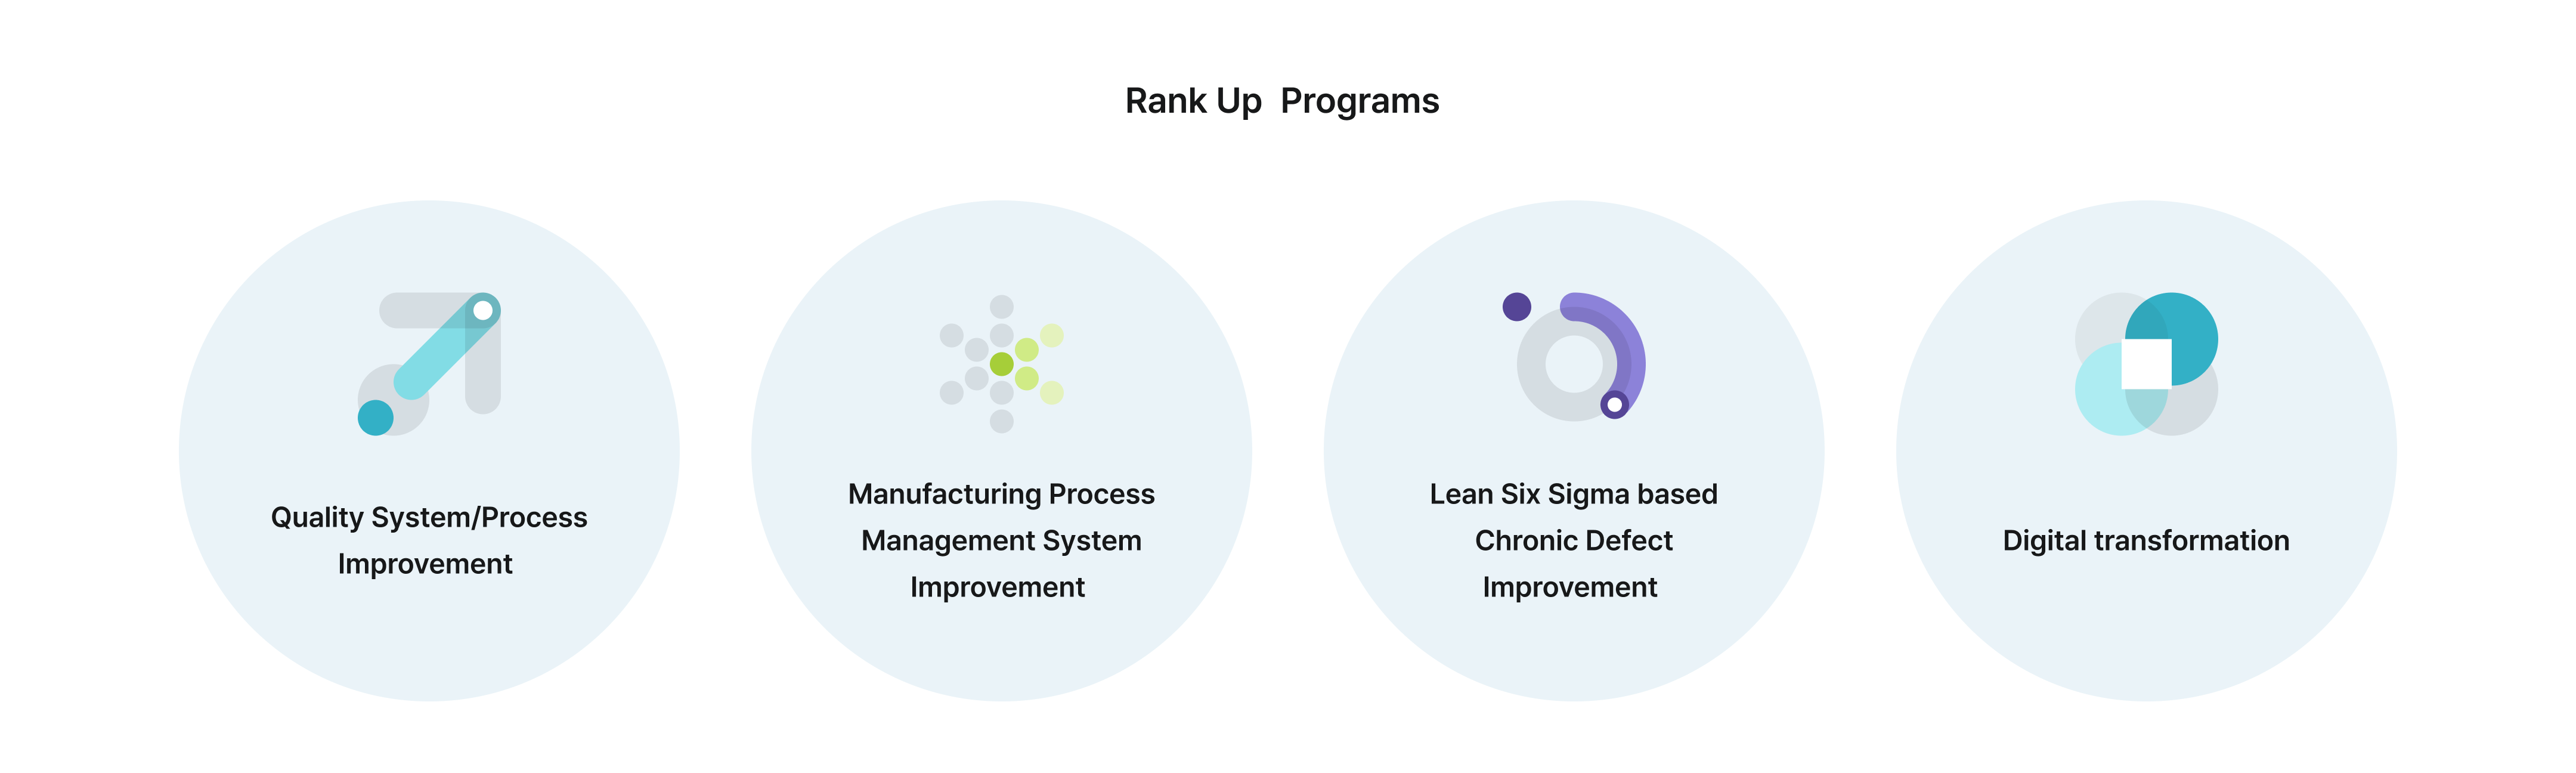 Rank Up  Programs
Quality System/Process
Improvement
Manufacturing Process
Management System
Improvement
Lean Six Sigma based
Chronic Defect
Improvement
Digital transformation